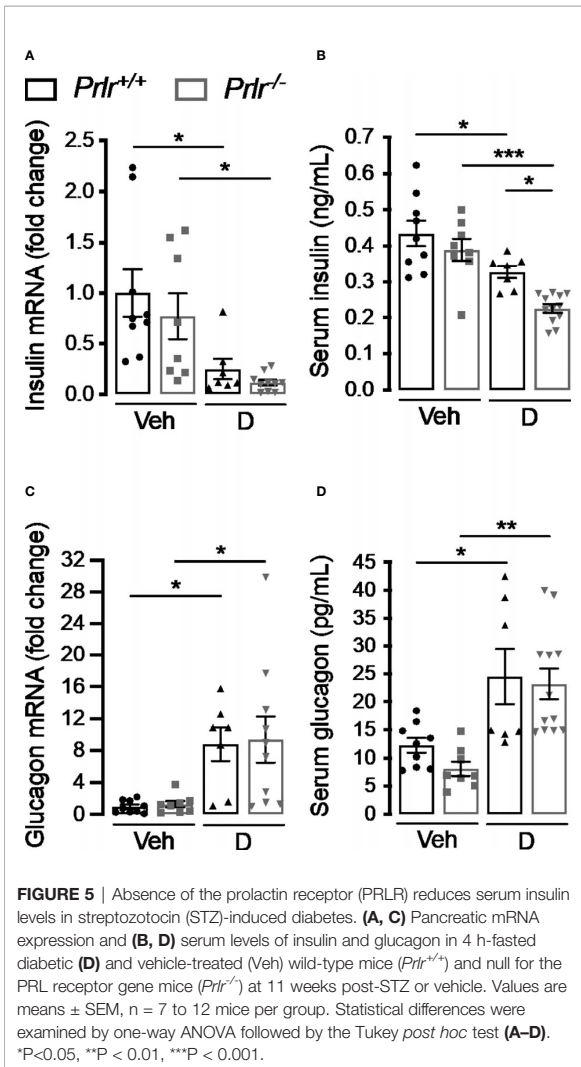 A
B
Prlr+/+ Prlr-/-
Insulin mRNA (fold change)
2.5
2.0
1.5
1.0
0.5
0.0
*
*
Veh D
Serum insulin (ng/mL)
0.7
0.6
0.5
0.4
0.3
0.2
0.1
0.2
*
***
*
Veh D
C
D
Glucagon mRNA (fold change)
32
28
24
20
16
12
8
4
0
*
*
Veh D
Serum glucagon (pg/mL)
45
40
35
30
25
20
15
10
5
0
*
**
Veh D
FIGURE 5 | Absence of the prolactin receptor (PRLR) reduces serum insulin
levels in streptozotocin (STZ)-induced diabetes. (A, C) Pancreatic mRNA
expression and (B, D) serum levels of insulin and glucagon in 4 h-fasted
diabetic (D) and vehicle-treated (Veh) wild-type mice (Prlr+/+) and null for the
PRL receptor gene mice (Prlr-/-) at 11 weeks post-STZ or vehicle. Values are
means ± SEM, n = 7 to 12 mice per group. Statistical differences were
examined by one-way ANOVA followed by the Tukey post hoc test (A–D).
*P<0.05, **P < 0.01, ***P < 0.001.